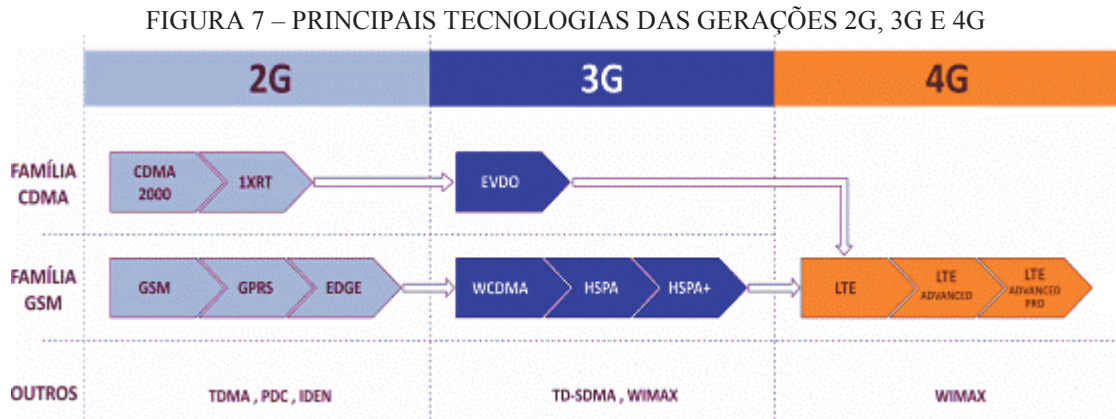 FIGURA 7 – PRINCIPAIS TECNOLOGIAS DAS GERAÇÕES 2G, 3G E 4G
2G
3G
4G
FAMÍLIA
CDMA
CDMA
2000
1XRT
EVDO
FAMÍLIA
GSM
GSM
GPRS
EDGE
WCDMA
HSPA
HSPA+
LTE
LTE
ADVANCED
LTE
ADVANCED
PRO
OUTROS
TDMA , PDC , IDEN
TD-SDMA , WIMAX
WIMAX